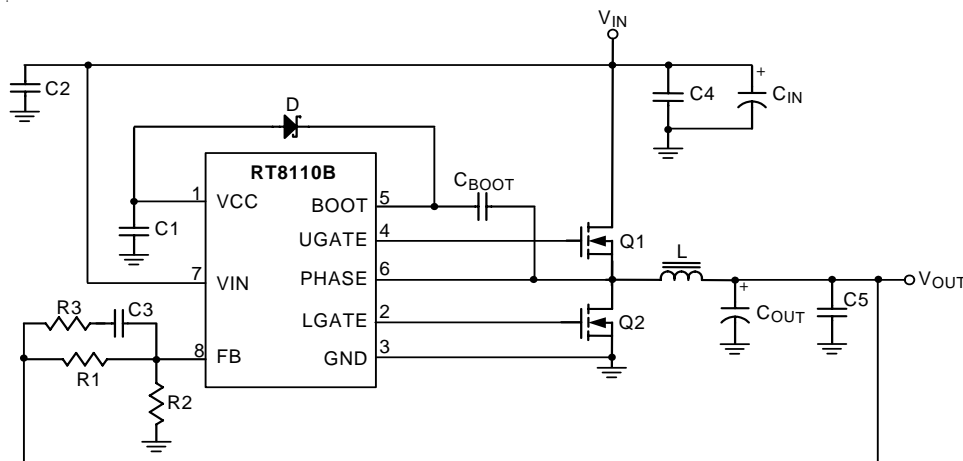 VIN
C2
C4
CIN
+
D
RT8110B
CBOOT
1
VCC
BOOT
5
C1
UGATE
4
Q1
7
VIN
PHASE
6
L
VOUT
+
COUT
C5
R3
C3
LGATE
2
Q2
8
FB
GND
3
R1
R2